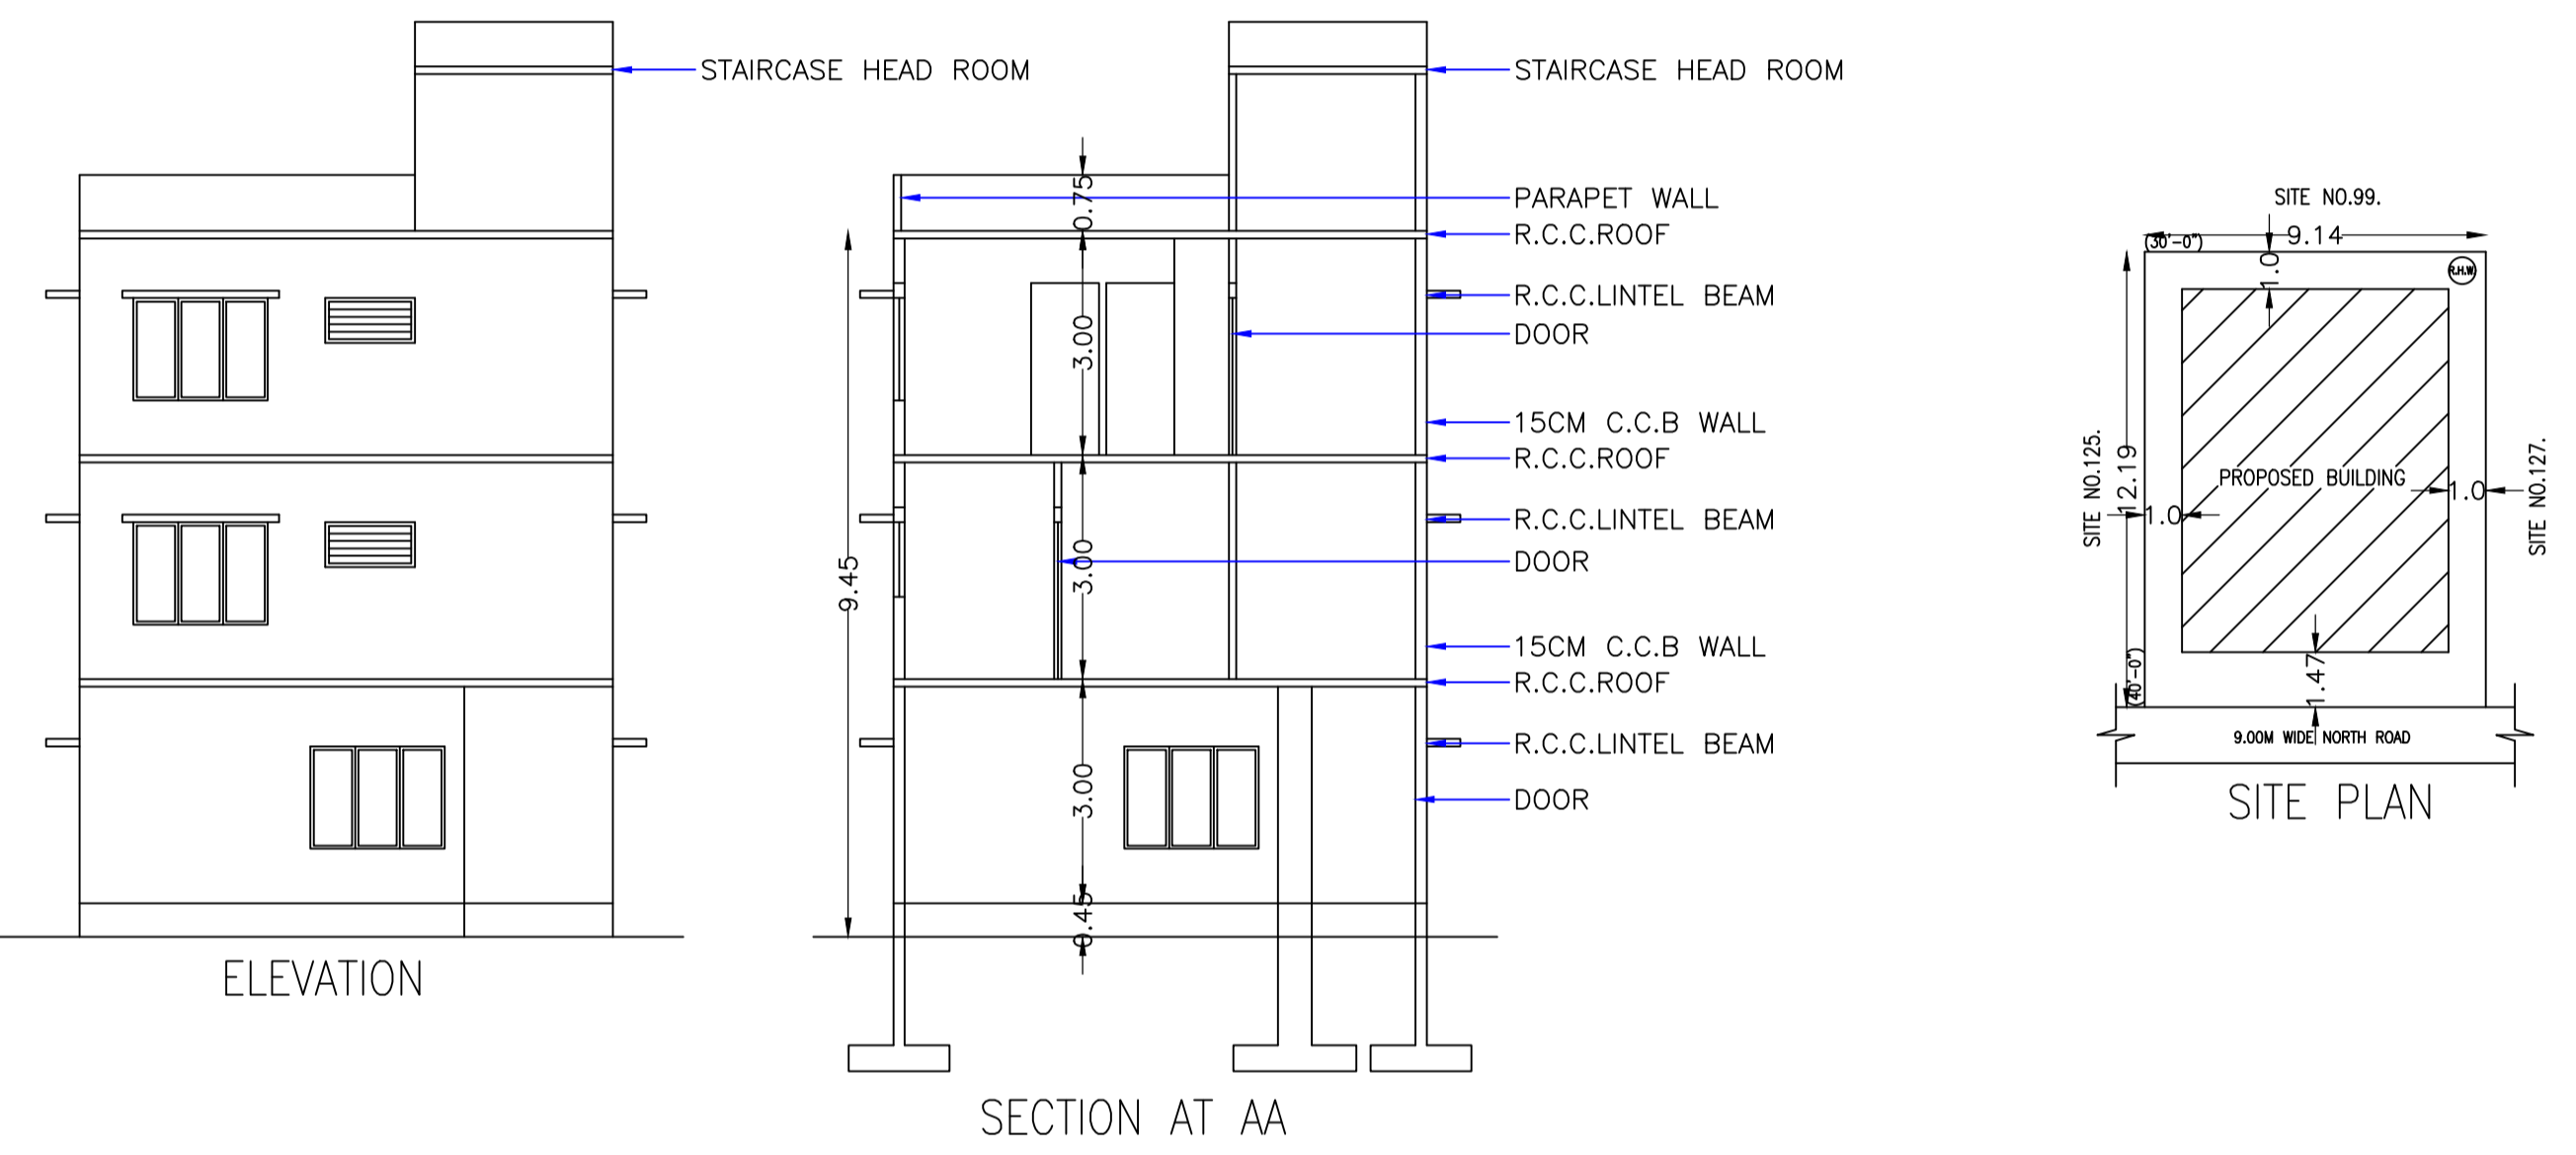 STAIRCASE HEAD ROOM
ELEVATION
STAIRCASE HEAD ROOM
0.75
PARAPET WALL
R.C.C.ROOF
R.C.C.LINTEL BEAM
DOOR
3.00
15CM C.C.B WALL
R.C.C.ROOF
R.C.C.LINTEL BEAM
DOOR
3.00
9.45
15CM C.C.B WALL
R.C.C.ROOF
R.C.C.LINTEL BEAM
DOOR
3.00
0.45
SECTION AT AA
SITE NO.99.
(30'-0")
9.14
1.0
R.H.W.
SITE NO.125.
12.19
PROPOSED BUILDING
1.0
1.0
SITE NO.127.
(40'-0")
1.47
9.00M WIDE NORTH ROAD
SITE PLAN